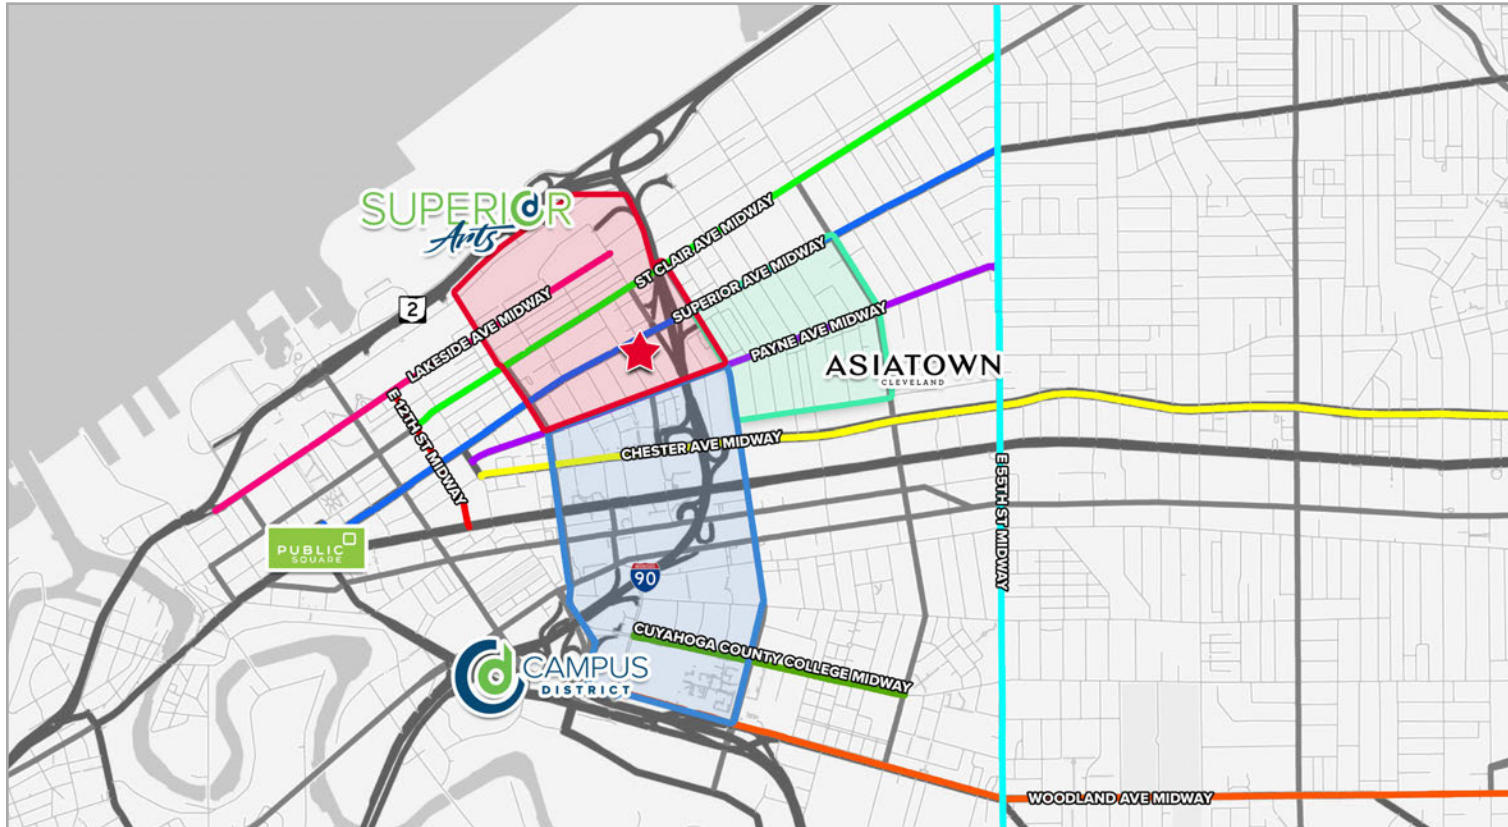 SUPERIOR
Arts
2
LAKESIDE AVE MIDWAY
ST CLAIR AVE MIDWAY
SUPERIOR AVE MIDWAY
PAYNE AVE MIDWAY
ASIATOWN
CLEVELAND
E 12TH ST MIDWAY
CHESTER AVE MIDWAY
E 55TH ST MIDWAY
PUBLIC
SQUARE
90
CUYAHOGA COUNTY COLLEGE MIDWAY
cd CAMPUS
DISTRICT
WOODLAND AVE MIDWAY